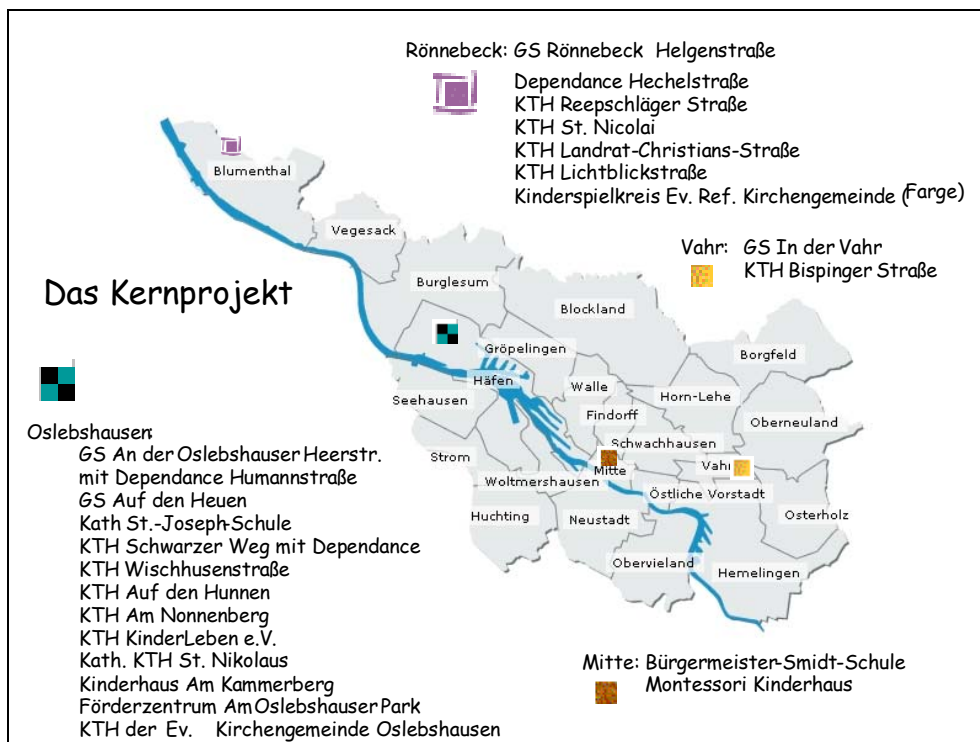 Rönnebeck: GS Rönnebeck Helgenstraße
Dependance Hechelstraße
KTH Reepschläger Straße
KTH St. Nicolai
KTH Landrat-Christians-Straße
KTH Lichtblickstraße
Kinderspielkreis Ev. Ref. Kirchengemeinde (Farge)
Blumenthal
Vegesack
Vahr: GS In der Vahr
KTH Bispinger Straße
Das Kernprojekt
Burglesum
Blockland
Gröpelingen
Borgfeld
Häfen
Walle
Seehausen
Horn-Lehe
Findorff
Oberneuland
Schwachhausen
Strom
Mitte
Vahr
Woltmershausen
Östliche Vorstadt
Huchting
Neustadt
Osterholz
Obervieland
Hemelingen
Oslebshausen:
GS An der Oslebshauser Heerstr.
mit Dependance Humannstraße
GS Auf den Heuen
Kath St.-Joseph-Schule
KTH Schwarzer Weg mit Dependance
KTH Wischhusenstraße
KTH Auf den Hunnen
KTH Am Nonnenberg
KTH KinderLeben e.V.
Kath. KTH St. Nikolaus
Kinderhaus Am Kammerberg
Förderzentrum Am Oslebshauser Park
KTH der Ev. Kirchengemeinde Oslebshausen
Mitte: Bürgermeister-Smidt-Schule
Montessori Kinderhaus